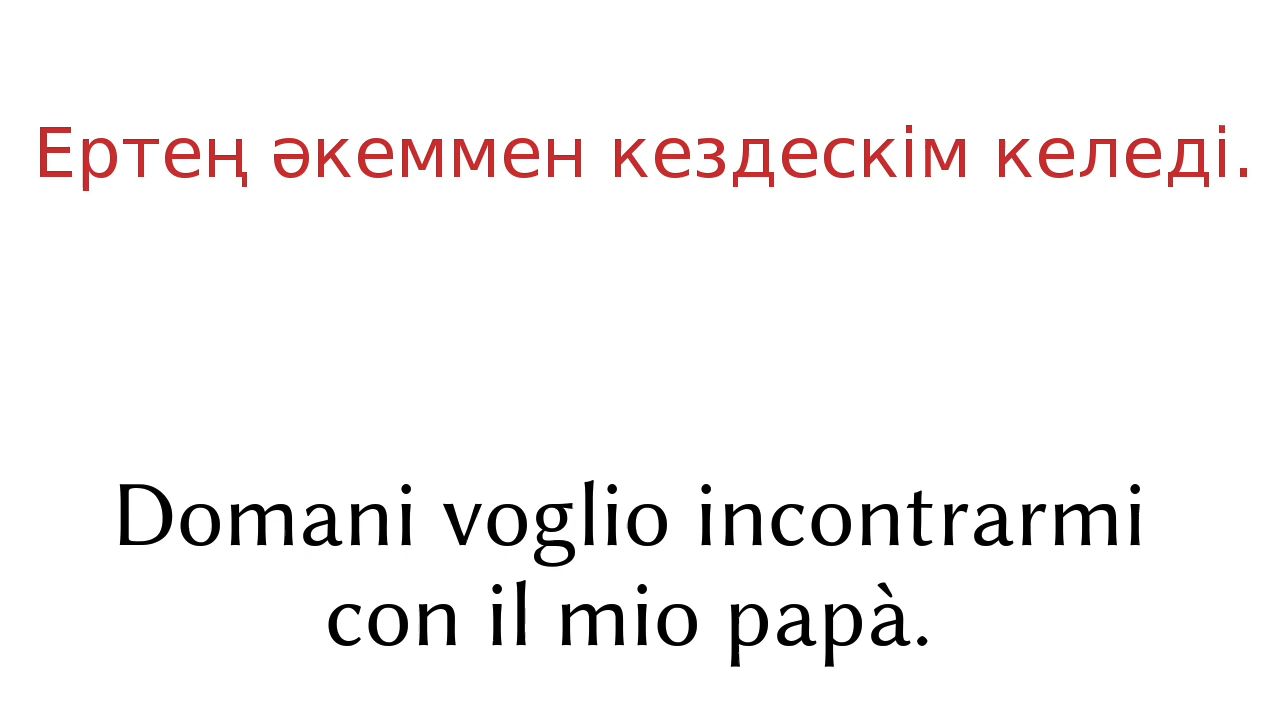 Ертең әкеммен кездескім келеді.
Domani voglio incontrarmi
con il mio papà.